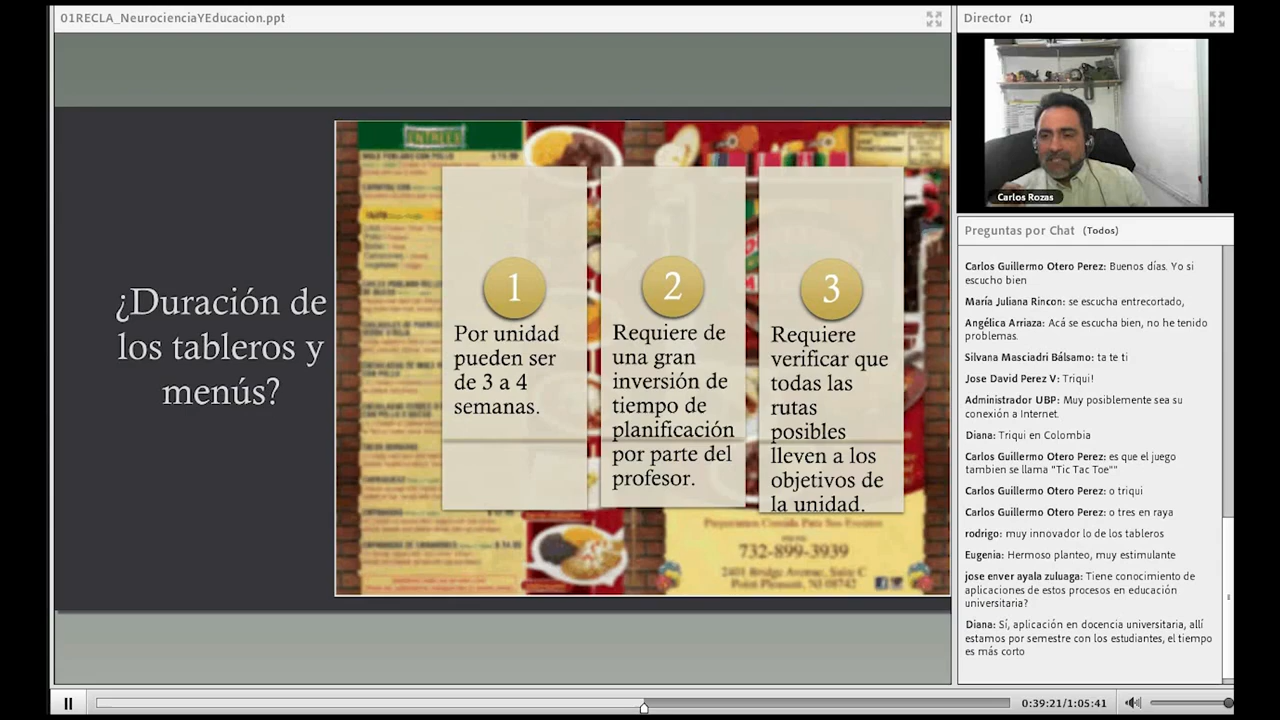 01RECLA_NeurocienciaYEducacion.ppt
¿Duración de
los tableros y
menús?
1
Por unidad
pueden ser
de 3 a 4
semanas.
2
Requiere de
una gran
inversión de
tiempo de
planificación
por parte del
profesor.
3
Requiere
verificar que
todas las
rutas
posibles
lleven a los
objetivos de
la unidad.
732-899-3939
2401 Bridge Avenue, Suite C
Point Pleasant, NJ 08742
Director (1)
Carlos Rozas
Preguntas por Chat (Todos)
Carlos Guillermo Otero Perez: Buenos días. Yo si
escucho bien
María Juliana Rincon: se escucha entrecortado,
Angélica Arriaza: Acá se escucha bien, no he tenido
problemas.
Silvana Masciadri Bálsamo: ta te ti
Jose David Perez V: Triqui!
Administrador UBP: Muy posiblemente sea su
conexión a Internet.
Diana: Triqui en Colombia
Carlos Guillermo Otero Perez: es que el juego
tambien se llama "Tic Tac Toe""
Carlos Guillermo Otero Perez: o triqui
Carlos Guillermo Otero Perez: o tres en raya
rodrigo: muy innovador lo de los tableros
Eugenia: Hermoso planteo, muy estimulante
jose enver ayala zuluaga: Tiene conocimiento de
aplicaciones de estos procesos en educación
universitaria?
Diana: Sí, aplicación en docencia universitaria, allí
estamos por semestre con los estudiantes, el tiempo
es más corto
0:39:21/1:05:41